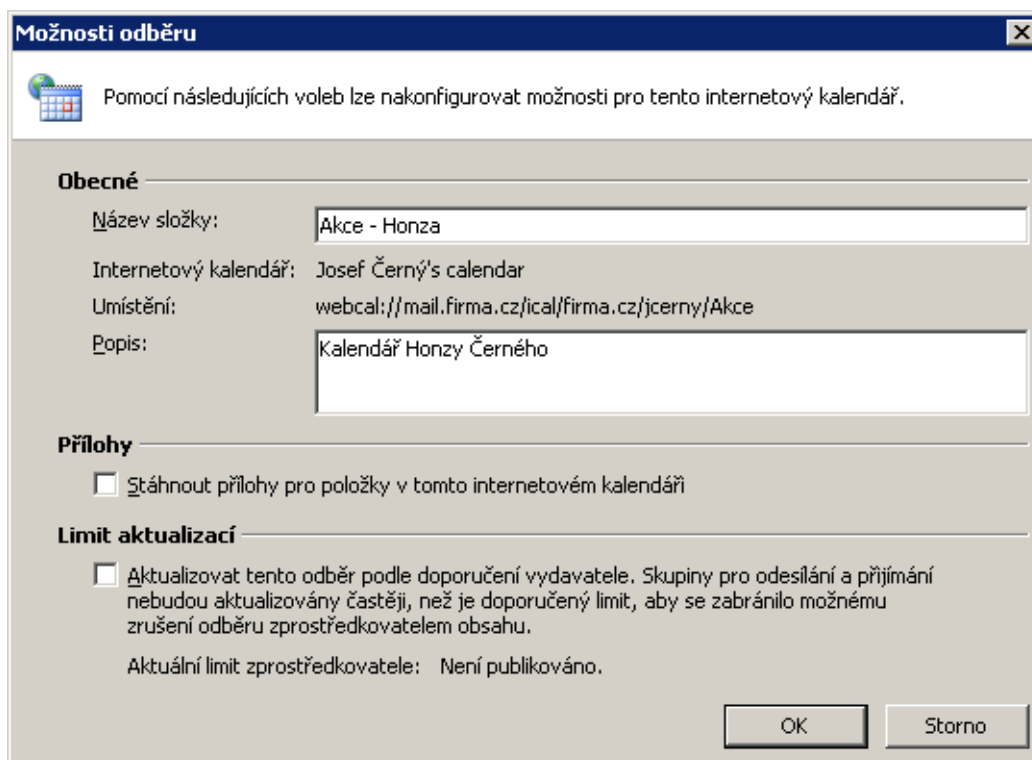 Možnosti odběru
Pomocí následujících voleb lze nakonfigurovat možnosti pro tento internetový kalendář.
Obecné
Název složky: Akce - Honza
Internetový kalendář: Josef Černý's calendar
Umístění: webcal://mail.firma.cz/ical/firma.cz/jcerny/Akce
Popis: Kalendář Honzy Černého
Přílohy
Stáhnout přílohy pro položky v tomto internetovém kalendáři
Limit aktualizací
Aktualizovat tento odběr podle doporučení vydavatele. Skupiny pro odesílání a přijímání
nebudou aktualizovány častěji, než je doporučený limit, aby se zabránilo možnému
zrušení odběru zprostředkovatelem obsahu.
Aktuální limit zprostředkovatele: Není publikováno.
OK Storno